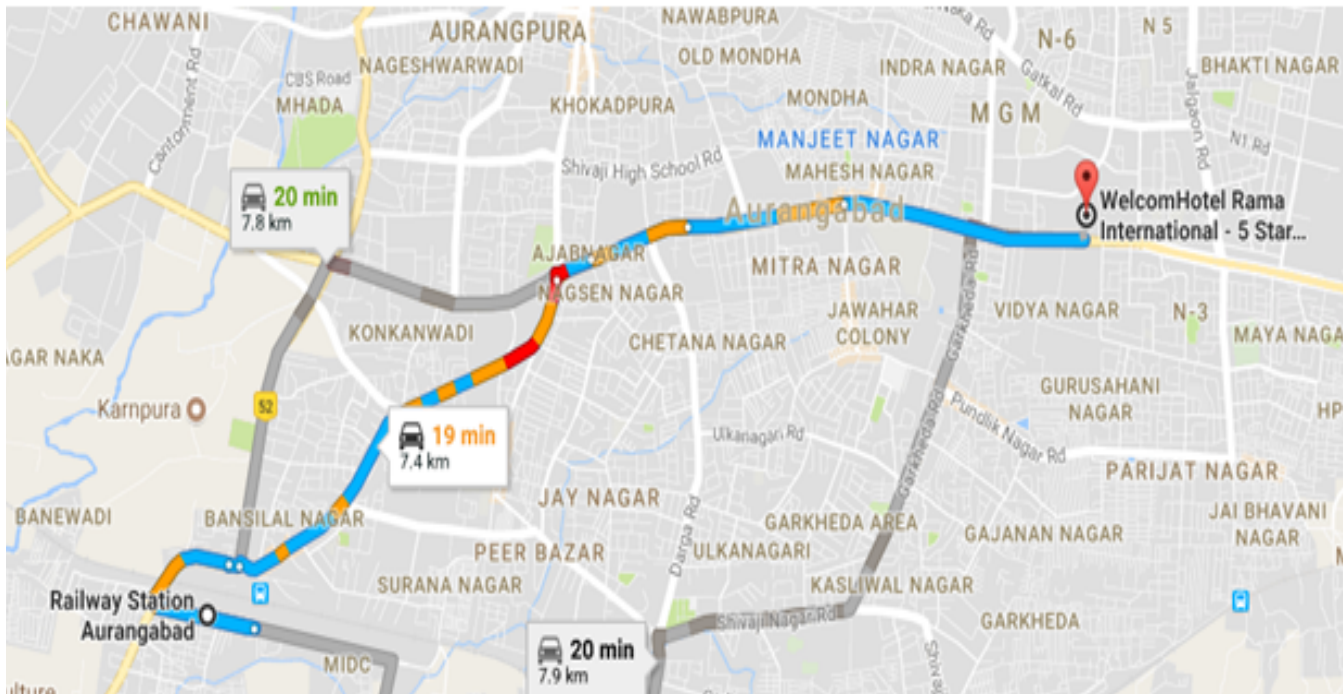 CHAWANI
AURANGPURA
NAWABPURA
N-6
N 5
NAGESHWARWADI
OLD MONDHA
INDRA NAGAR
Gatkal Rd
BHAKTI NAGAR
CBS Road
MHADA
Cantonment Rd
KHOKADPURA
MONDHA
MGM
Jalgaon Rd
N1 Rd
MANJEET NAGAR
Shivaji High School Rd
MAHESH NAGAR
20 min
7.8 km
WelcomHotel Rama
International - 5 Star...
Aurangabad
AJABNAGAR
MITRA NAGAR
NAGSEN NAGAR
Garkheda Rd
VIDYA NAGAR
N-3
KONKANWADI
CHETANA NAGAR
JAWAHAR
COLONY
MAYA NAGA
AGAR NAKA
GURUSAHANI
NAGAR
Karnpura
52
HP
19 min
7.4 km
Ulkanagari Rd
Pundlik Nagar Rd
Garkheda Rd
PARIJAT NAGAR
JAY NAGAR
BANEWADI
BANSILAL NAGAR
GARKHEDA AREA
GAJANAN NAGAR
JAI BHAVANI
NAGAR
Darga Rd
PEER BAZAR
ULKANAGARI
SURANA NAGAR
KASLIWAL NAGAR
Railway Station
Aurangabad
Shivaji Nagar Rd
GARKHEDA
MIDC
20 min
7.9 km
Shivaj
ulture